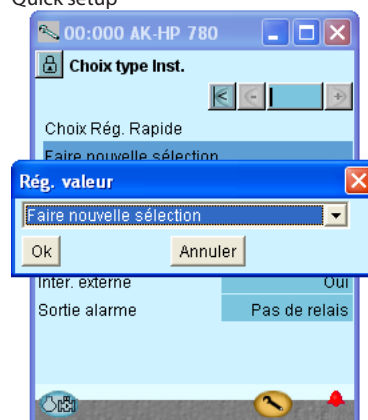 Quick setup
00:000 AK-HP 780
Choix type Inst.
Choix Rég. Rapide
Faire nouvelle sélection
Rég. valeur
Faire nouvelle sélection
Ok Annuler
Inter. externe Oui
Sortie alarme Pas de relais